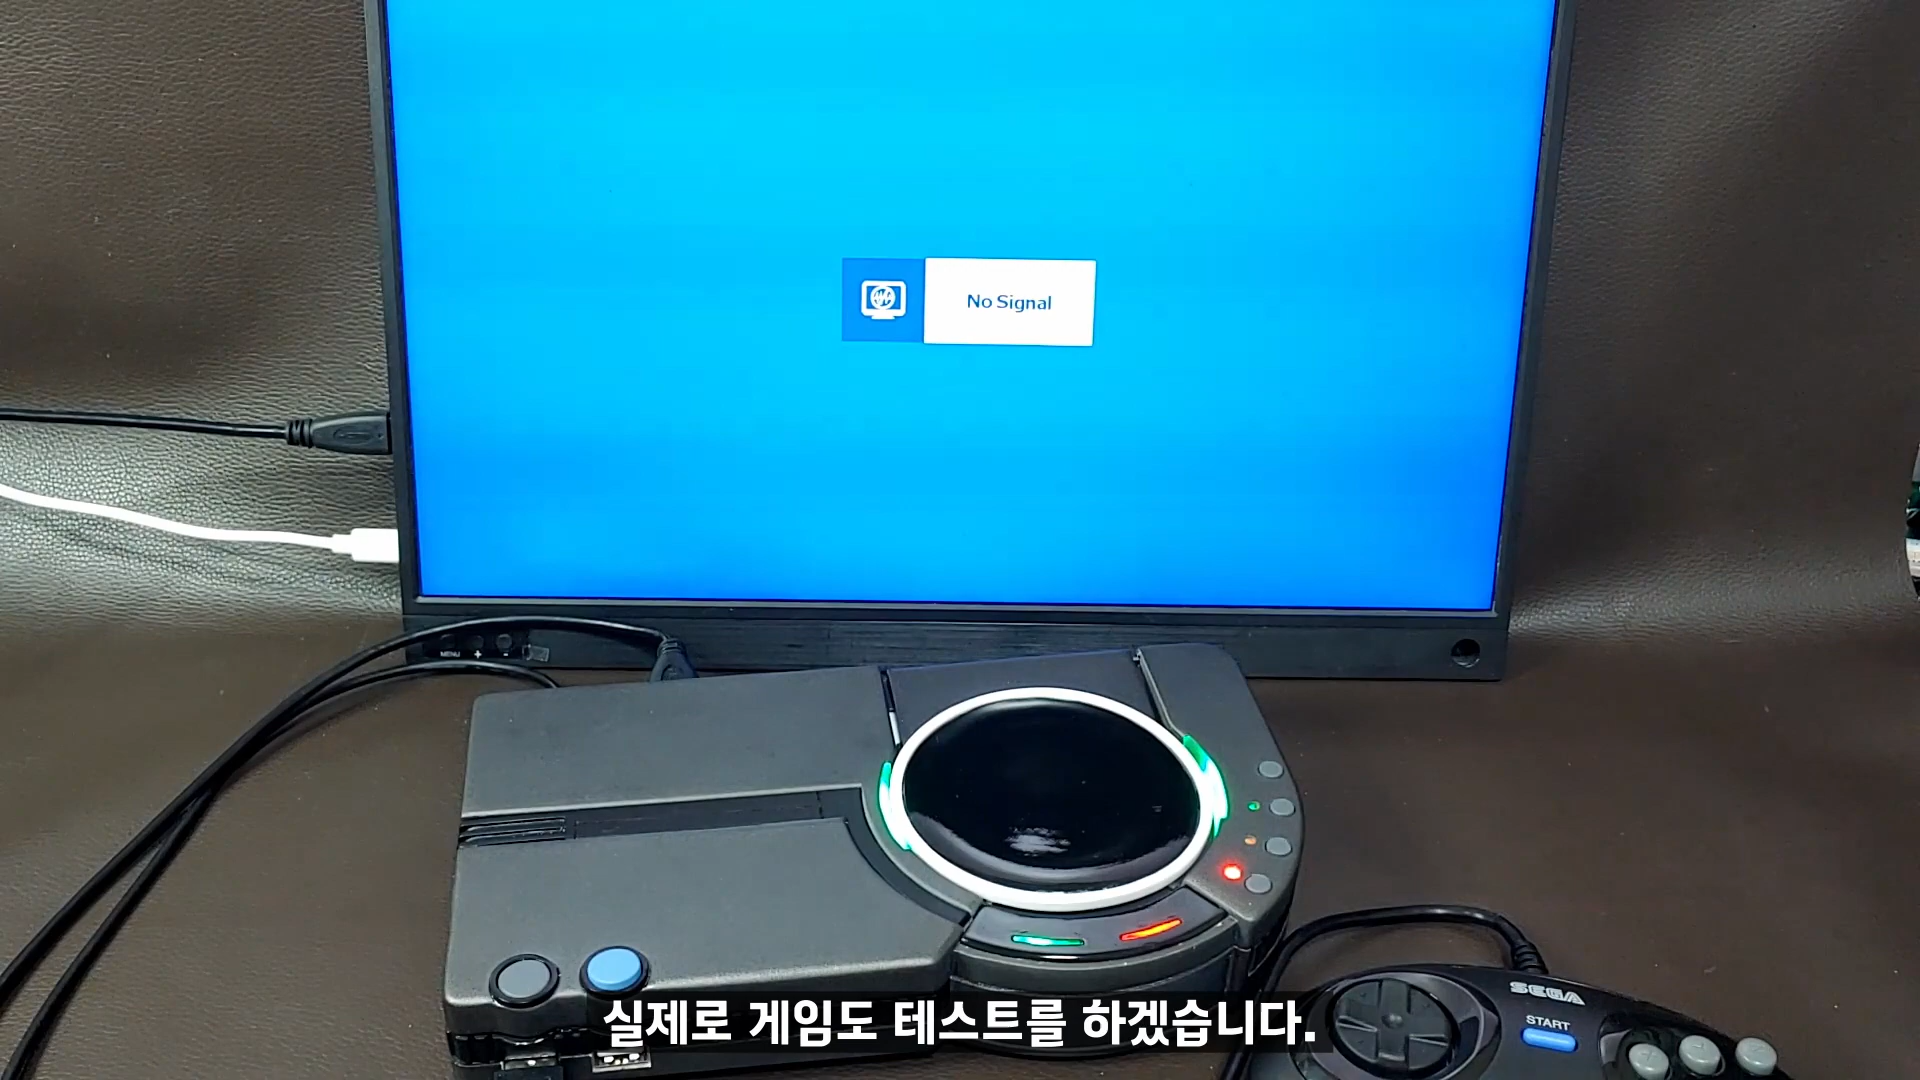 No Signal
MENU + -
SEGA
START
실제로 게임도 테스트를 하겠습니다.